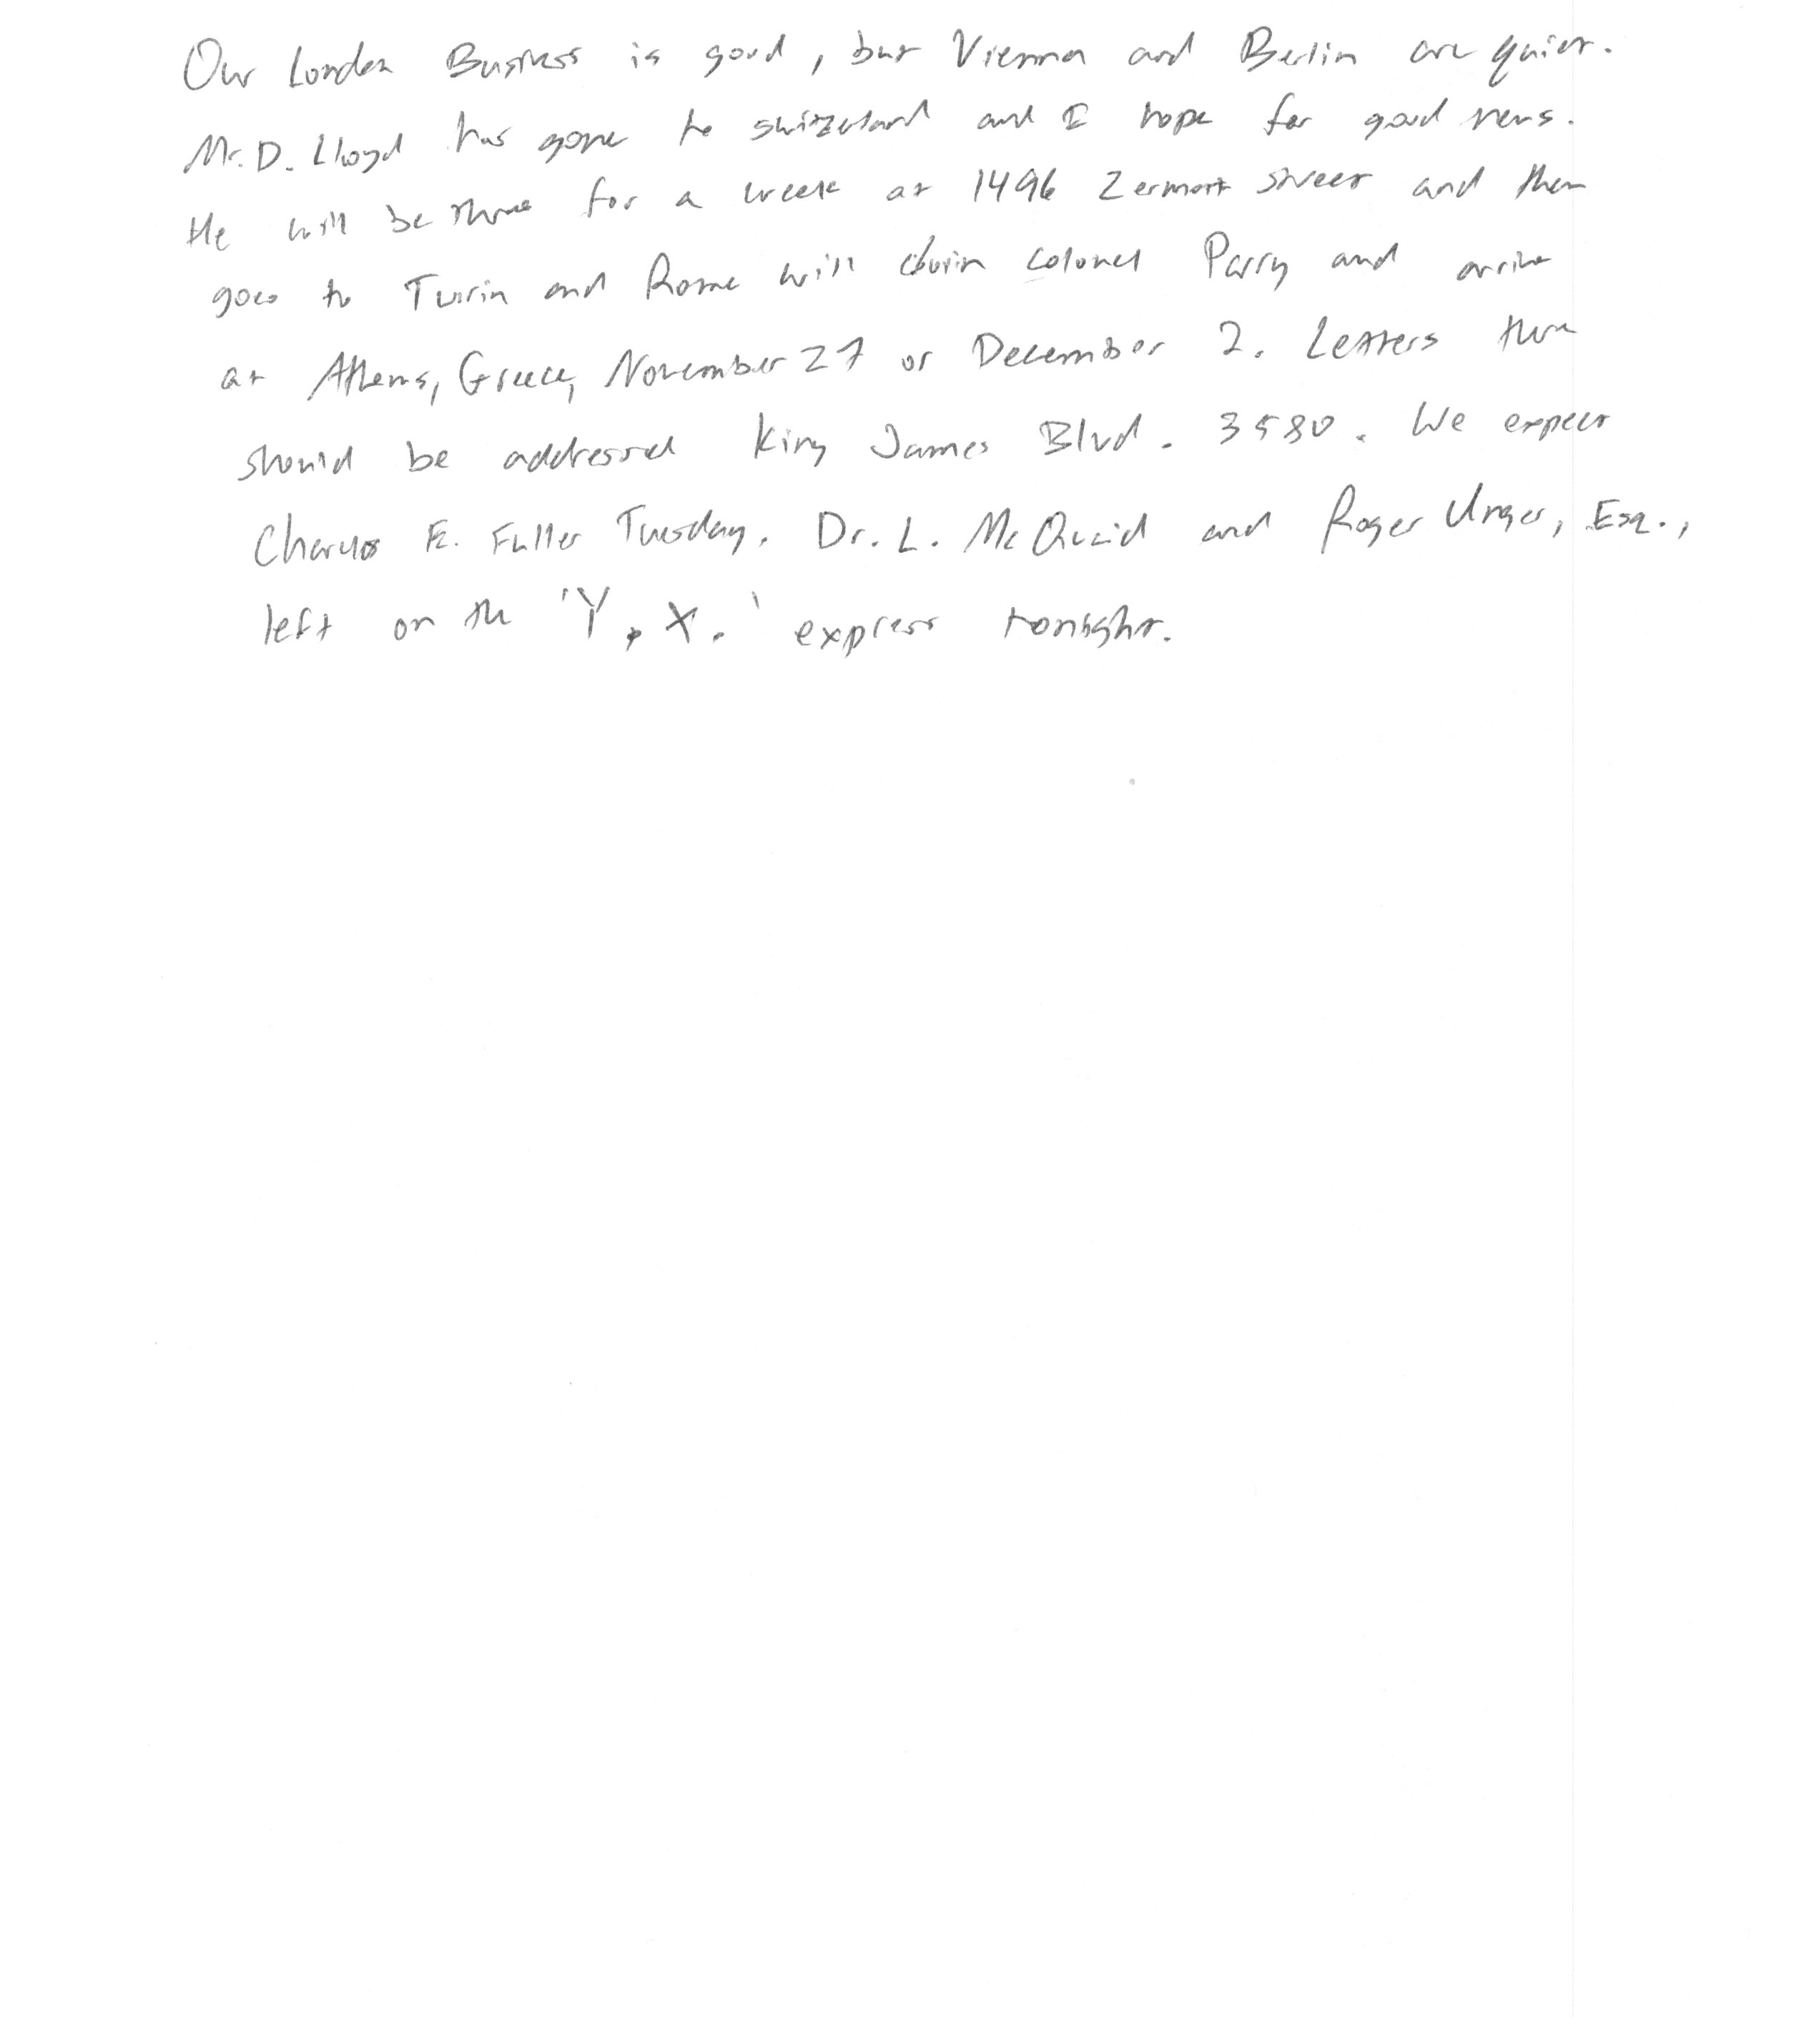 Our London Business is good, but Vienna and Berlin are quiet.
Mr. D. Lloyd has gone to Switzerland and I hope for good news.
He will be there for a week at 1496 Zermott Street and then
goes to Turin and Rome will join Colonel Parry and arrive
at Athens, Greece, November 27 or December 2. Letters there
should be addressed King James Blvd. 3580. We expect
Charles E. Fuller Tuesday. Dr. L. McQuaid and Roger Unger, Esq.,
left on the 'Y. X.' express tonight.